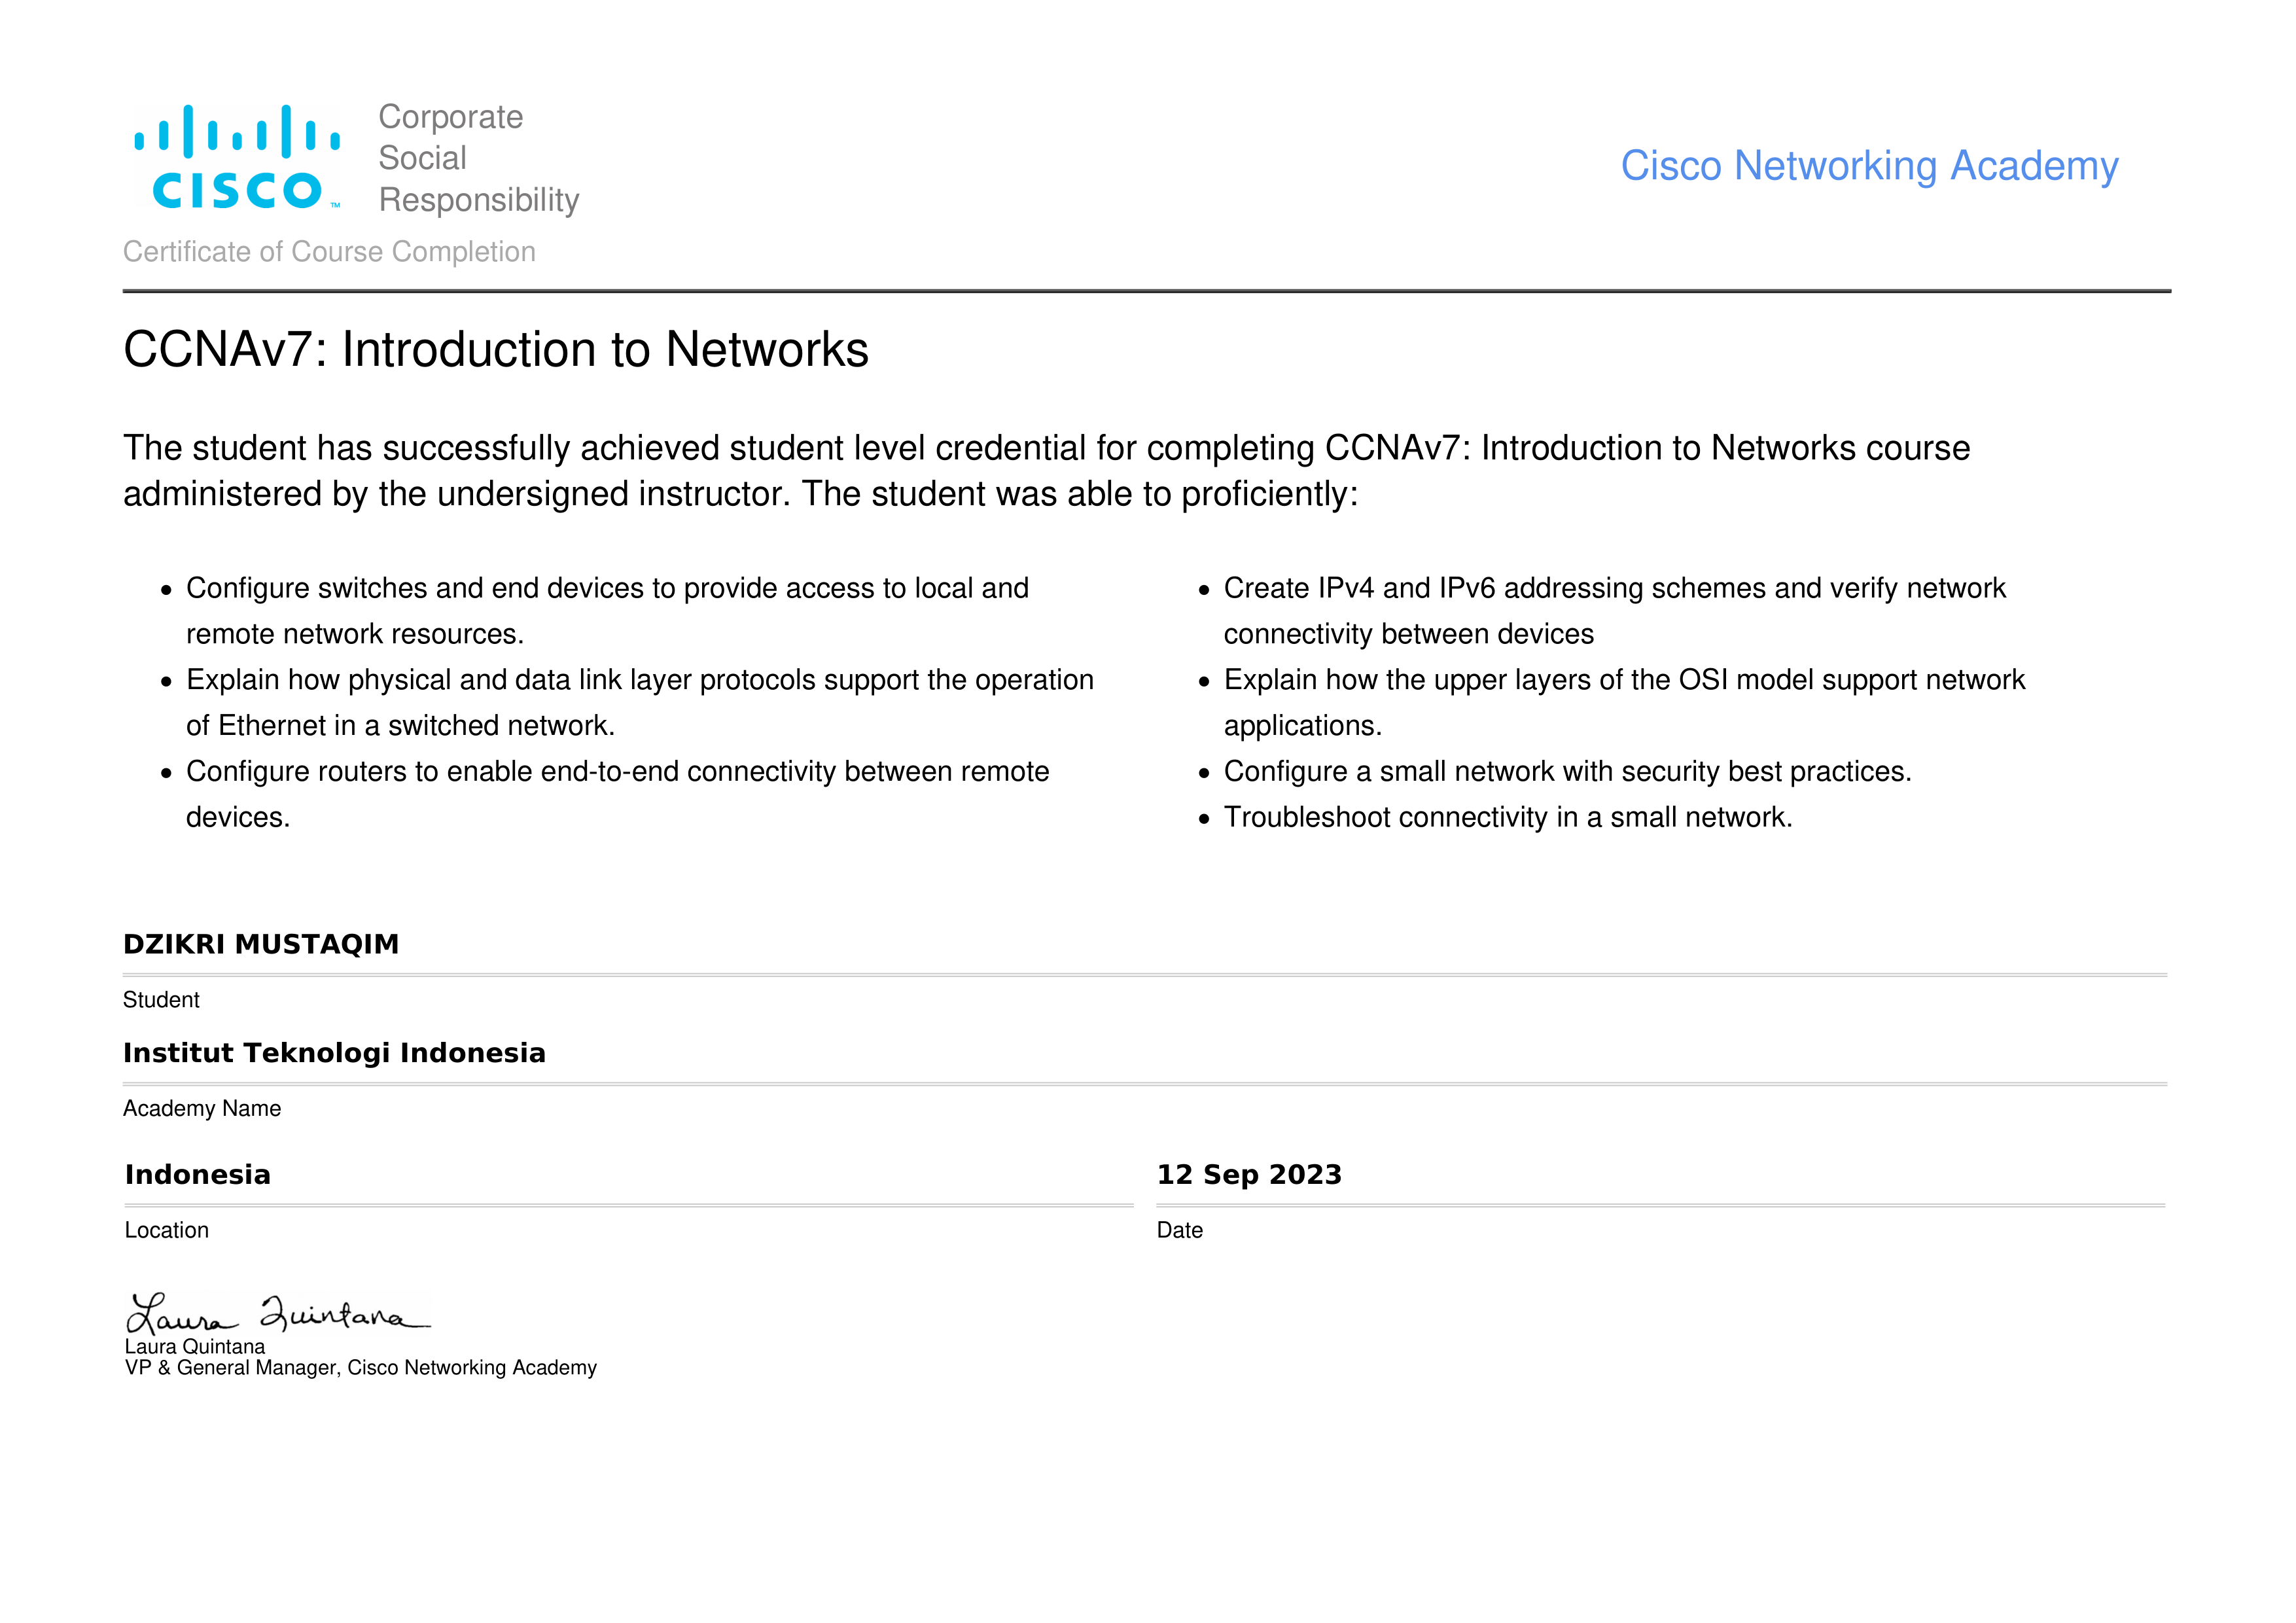 CISCO™
Corporate
Social
Responsibility
Cisco Networking Academy
Certificate of Course Completion
CCNAv7: Introduction to Networks
The student has successfully achieved student level credential for completing CCNAv7: Introduction to Networks course
administered by the undersigned instructor. The student was able to proficiently:
• Configure switches and end devices to provide access to local and
remote network resources.
• Explain how physical and data link layer protocols support the operation
of Ethernet in a switched network.
• Configure routers to enable end-to-end connectivity between remote
devices.
• Create IPv4 and IPv6 addressing schemes and verify network
connectivity between devices
• Explain how the upper layers of the OSI model support network
applications.
• Configure a small network with security best practices.
• Troubleshoot connectivity in a small network.
DZIKRI MUSTAQIM
Student
Institut Teknologi Indonesia
Academy Name
Indonesia
Location
12 Sep 2023
Date
Laura Quintana
Laura Quintana
VP & General Manager, Cisco Networking Academy